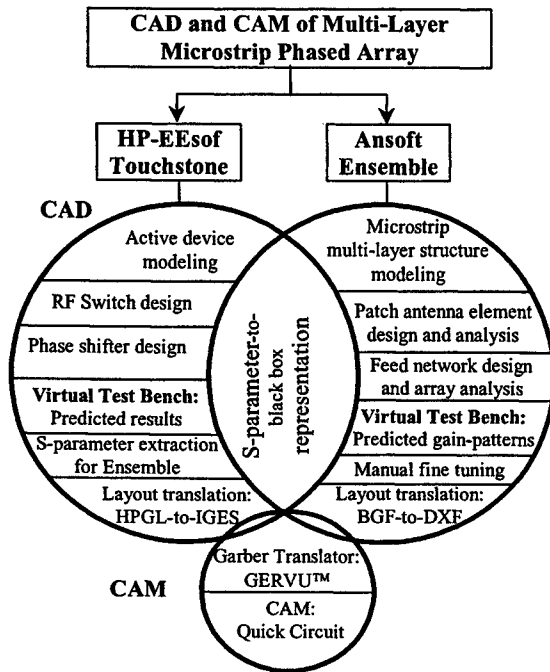 CAD and CAM of Multi-Layer
Microstrip Phased Array
HP-EEsof
Touchstone
Ansoft
Ensemble
CAD
Active device
modeling
RF Switch design
Phase shifter design
Virtual Test Bench:
Predicted results
S-parameter extraction
for Ensemble
Layout translation:
HPGL-to-IGES
S-parameter-to-
black box
representation
Microstrip
multi-layer structure
modeling
Patch antenna element
design and analysis
Feed network design
and array analysis
Virtual Test Bench:
Predicted gain-patterns
Manual fine tuning
Layout translation:
BGF-to-DXF
CAM
Garber Translator:
GERVU™
CAM:
Quick Circuit